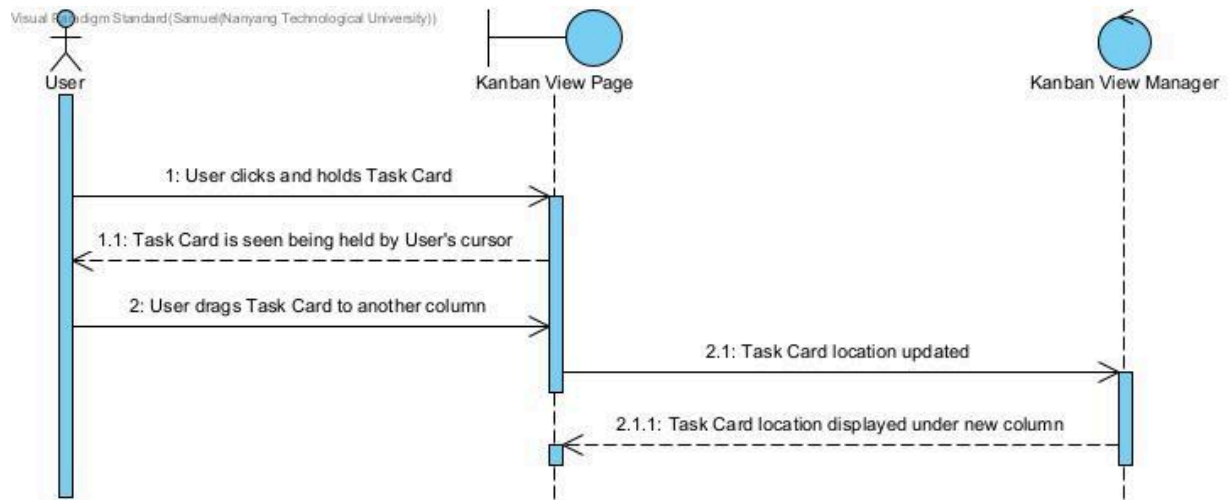 Visual Paradigm Standard(Samuel(Nanyang Technological University))
User
Kanban View Page
Kanban View Manager
1: User clicks and holds Task Card
1.1: Task Card is seen being held by User's cursor
2: User drags Task Card to another column
2.1: Task Card location updated
2.1.1: Task Card location displayed under new column